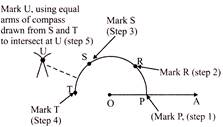 Mark U, using equal
arms of compass
drawn from S and T
to intersect at U (step 5)
Mark S
(Step 3)
U
S
R
Mark R (step 2)
T
Mark T
(Step 4)
O
P
A
(Mark P, (step 1)